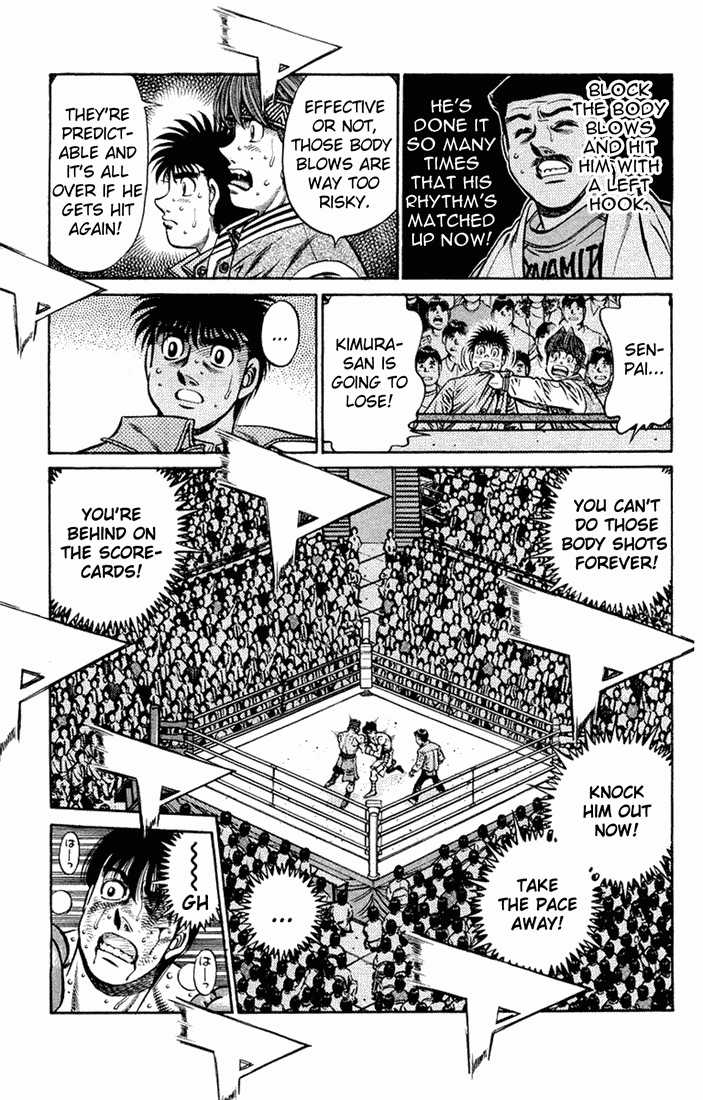 BLOCK
THE BODY
BLOWS
AND HIT
HIM WITH
A LEFT
HOOK.
HE'S
DONE IT
SO MANY
TIMES
THAT HIS
RHYTHM'S
MATCHED
UP NOW!
EFFECTIVE
OR NOT,
THOSE BODY
BLOWS ARE
WAY TOO
RISKY.
THEY'RE
PREDICT-
ABLE AND
IT'S ALL
OVER IF HE
GETS HIT
AGAIN!
SEN-
PAI...
KIMURA-
SAN IS
GOING TO
LOSE!
...
YOU CAN'T
DO THOSE
BODY SHOTS
FOREVER!
YOU'RE
BEHIND ON
THE SCORE-
CARDS!
KNOCK
HIM OUT
NOW!
TAKE
THE PACE
AWAY!
...
GH